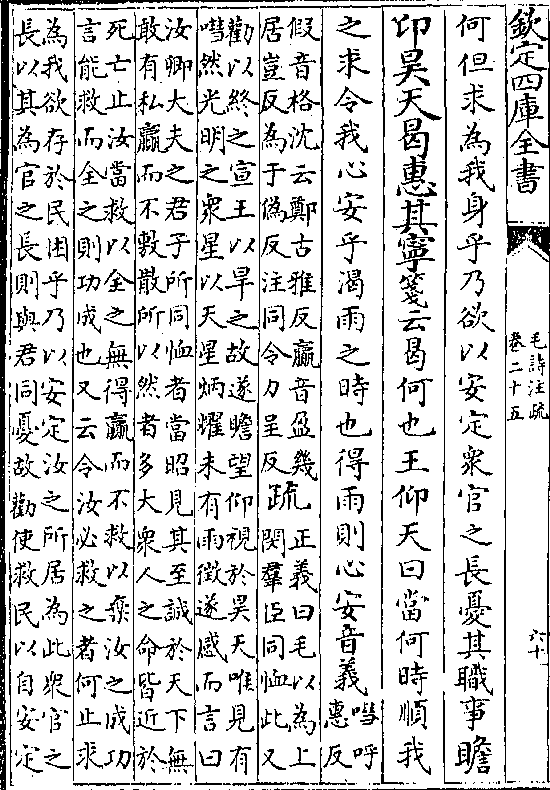 欽定四庫全書
毛詩注疏
卷二十五
六十
何但求為我身乎乃欲以安定衆官之長憂其職事瞻
卬昊天曷惠其寧箋云曷何也王仰天曰當何時順我
之求令我心安乎渴雨之時也得雨則心安音義嘒呼
惠反
假音格沈云鄭古雅反贏音盈幾
居豈反為于偽反注同令力呈反疏正義曰毛以為上
閔羣臣同恤此又
勸以終之宣王以旱之故遂瞻望仰視於昊天唯見有
嘒然光明之衆星以天星炳燿未有雨徵遂感而言曰
汝卿大夫之君子所同恤者當昭見其至誠於天下無
敢有私贏而不敷散所以然者多大衆人之命皆近於
死亡止汝當救以全之無得贏而不救以棄汝之成功
言能救而全之則功成也又云令汝必救之者何止求
為我欲存於民困乎乃以安定汝之所居為此衆官之
長以其為官之長則與君同憂故勸使救民以自安定